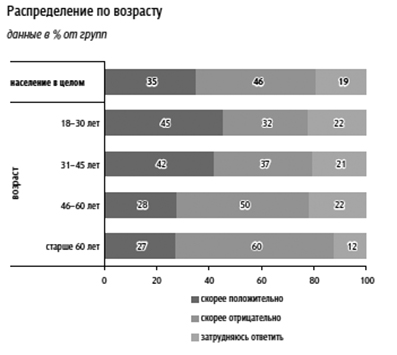 Распределение по возрасту
данные в % от групп
население в целом 35 46 19
18–30 лет 45 32 22
31–45 лет 42 37 21
возраст
46–60 лет 28 50 22
старше 60 лет 27 60 12
0 20 40 60 80 100
скорее положительно
скорее отрицательно
затрудняюсь ответить